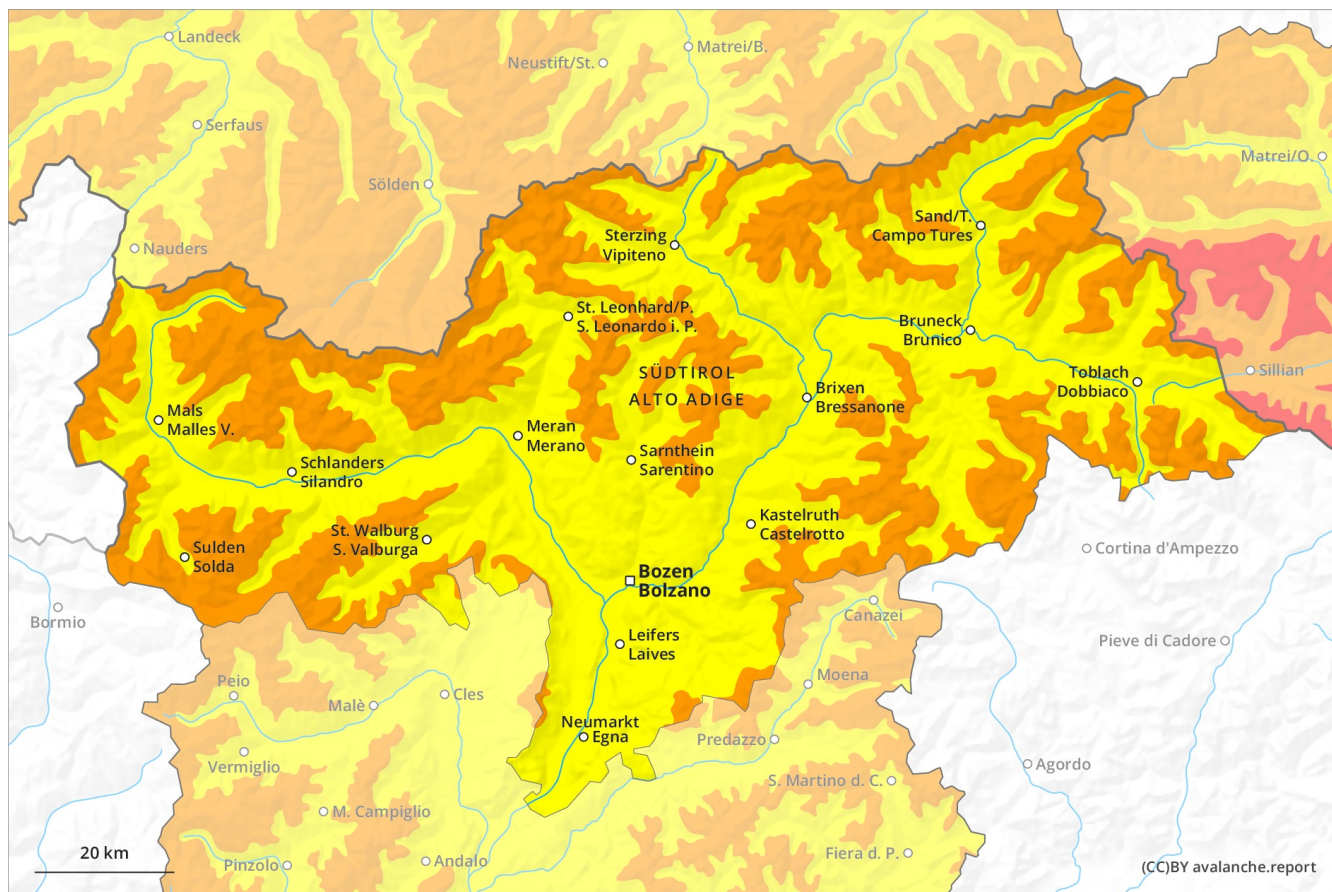 Landeck
Matrei/B.
Neustift/St.
Serfaus
Matrei/O.
Sölden
Sand/T.
Campo Tures
Sterzing
Vipiteno
Nauders
St. Leonhard/P.
S. Leonardo i. P.
Bruneck
Brunico
SÜDTIROL
ALTO ADIGE
Toblach
Dobbiaco
Sillian
Brixen
Bressanone
Mals
Malles V.
Meran
Merano
Schlanders
Silandro
Sarnthein
Sarentino
Kastelruth
Castelrotto
St. Walburg
S. Valburga
Sulden
Solda
Cortina d'Ampezzo
Bozen
Bolzano
Bormio
Canazei
Leifers
Laives
Pieve di Cadore
Peio
Moena
Cles
Malè
Neumarkt
Egna
Predazzo
Vermiglio
Agordo
S. Martino d. C.
M. Campiglio
20 km
Pinzolo
Andalo
Fiera d. P.
(CC)BY avalanche.report